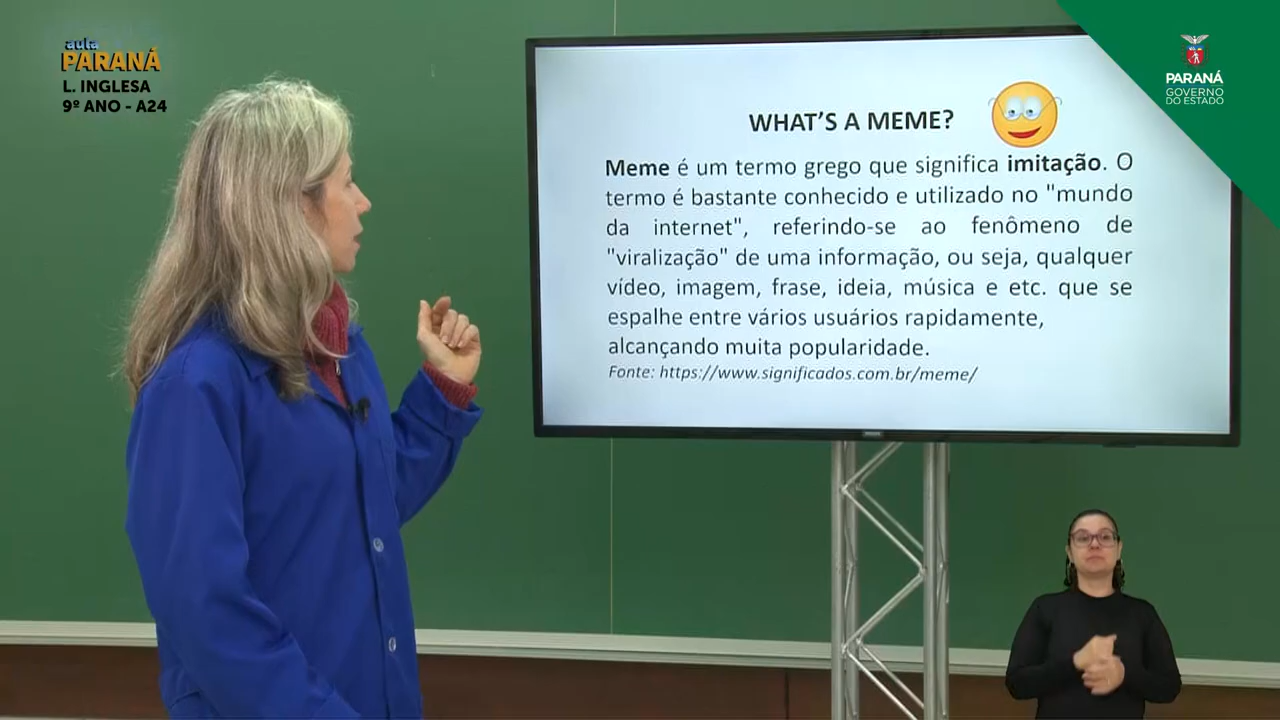 aula
PARANÁ
L. INGLESA
9º ANO - A24
PARANÁ
GOVERNO
DO ESTADO
WHAT'S A MEME?
Meme é um termo grego que significa imitação. O
termo é bastante conhecido e utilizado no "mundo
da internet", referindo-se ao fenômeno de
"viralização" de uma informação, ou seja, qualquer
vídeo, imagem, frase, ideia, música e etc. que se
espalhe entre vários usuários rapidamente,
alcançando muita popularidade.
Fonte: https://www.significados.com.br/meme/